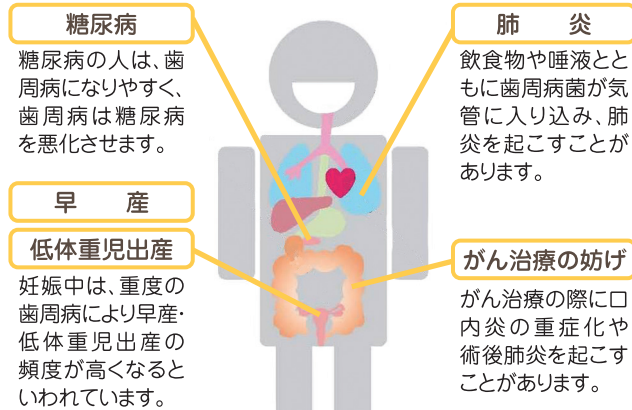 糖尿病
糖尿病の人は、歯
周病になりやすく、
歯周病は糖尿病
を悪化させます。
早　産
低体重児出産
妊娠中は、重度の
歯周病により早産・
低体重児出産の
頻度が高くなると
いわれています。
肺　炎
飲食物や唾液とと
もに歯周病菌が気
管に入り込み、肺
炎を起こすことが
あります。
がん治療の妨げ
がん治療の際に口
内炎の重症化や
術後肺炎を起こす
ことがあります。